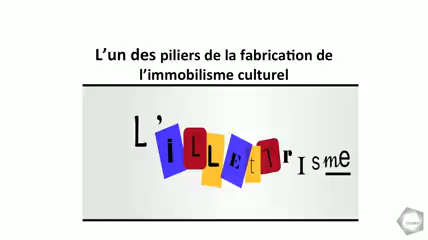 L’un des piliers de la fabrication de
l’immobilisme culturel
L’iLLEttrIsme